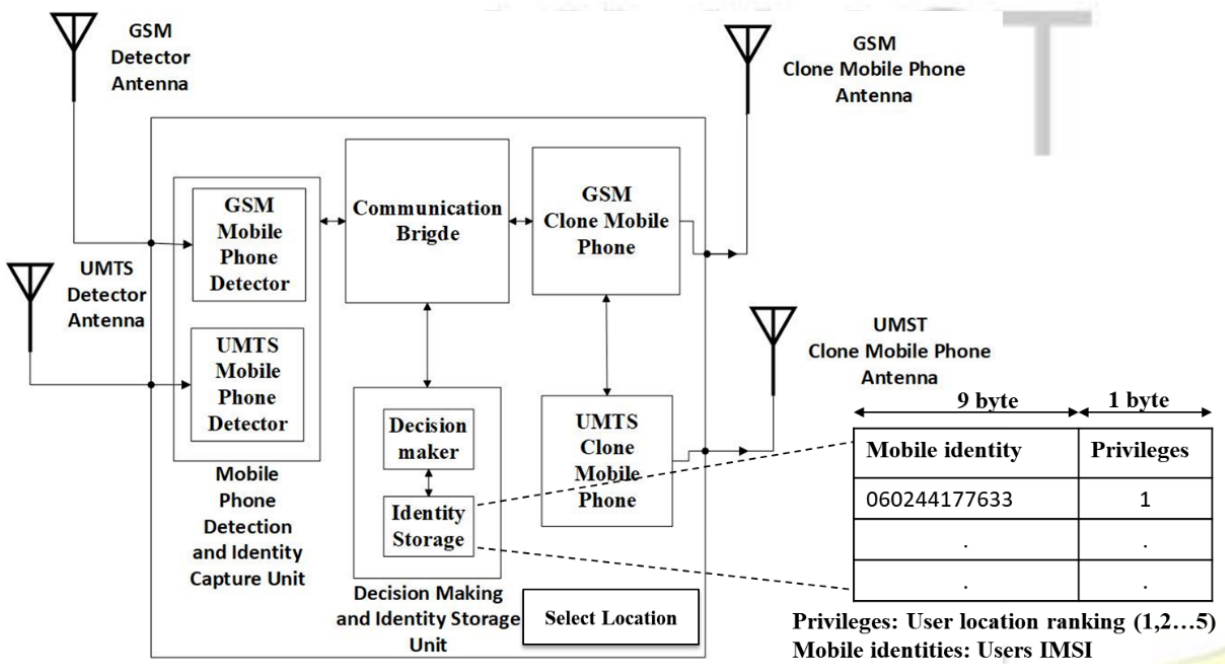 GSM
Detector
Antenna
GSM
Clone Mobile Phone
Antenna
T
GSM
Mobile
Phone
Detector
Communication
Brigde
GSM
Clone Mobile
Phone
UMTS
Detector
Antenna
UMTS
Mobile
Phone
Detector
Mobile
Phone
Detection
and Identity
Capture Unit
Decision
maker
Identity
Storage
Decision Making
and Identity Storage
Unit
UMTS
Clone
Mobile
Phone
Select Location
UMST
Clone Mobile Phone
Antenna
9 byte 1 byte
Mobile identity Privileges
060244177633 1
. .
. .
Privileges: User location ranking (1,2…5)
Mobile identities: Users IMSI